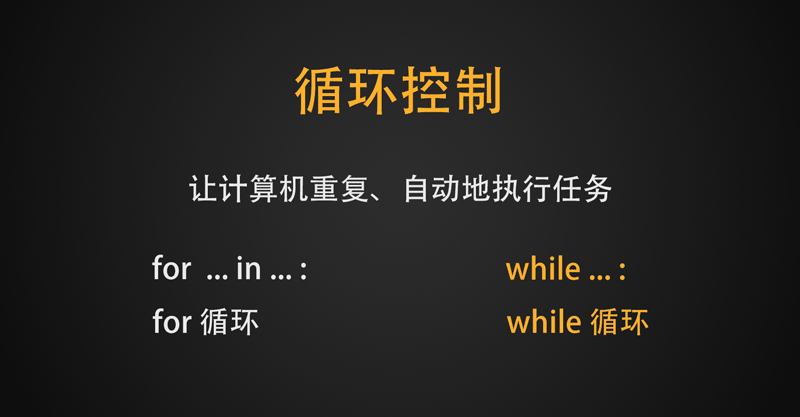 循环控制
让计算机重复、自动地执行任务
for ... in ... :
while ... :
for 循环
while 循环